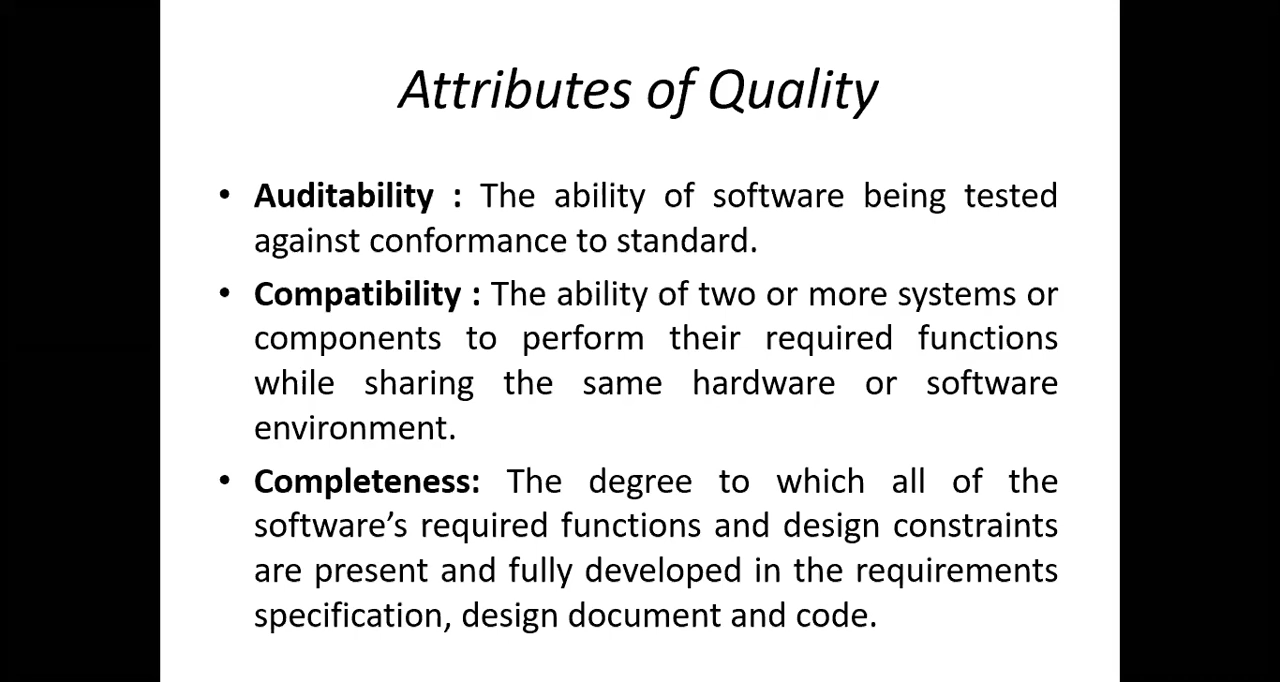 Attributes of Quality
• Auditability : The ability of software being tested
against conformance to standard.
• Compatibility : The ability of two or more systems or
components to perform their required functions
while sharing the same hardware or software
environment.
• Completeness: The degree to which all of the
software’s required functions and design constraints
are present and fully developed in the requirements
specification, design document and code.